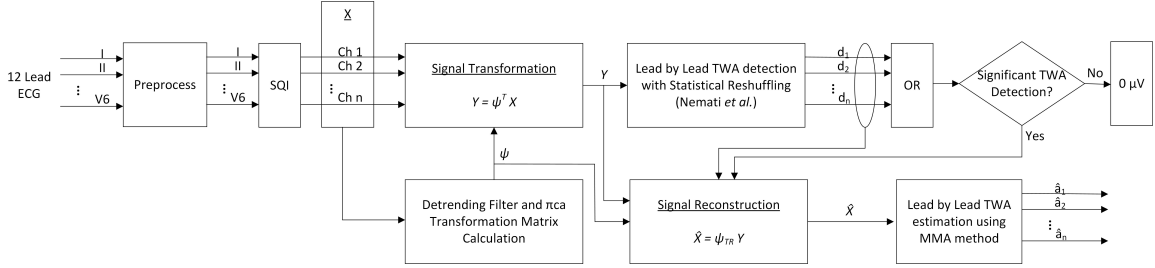 X
12 Lead
ECG
I
II
⋮
V6
Preprocess
I
II
⋮
V6
SQI
Ch 1
Ch 2
⋮
Ch n
Signal Transformation
Y = ψ^T X
Y
Lead by Lead TWA detection
with Statistical Reshuffling
(Nemati et al.)
d₁
d₂
⋮
dₙ
OR
Significant TWA
Detection?
No
0 μV
Yes
ψ
Detrending Filter and πca
Transformation Matrix
Calculation
Signal Reconstruction
X̂ = ψ_TR Y
X̂
Lead by Lead TWA
estimation using
MMA method
â₁
â₂
⋮
âₙ